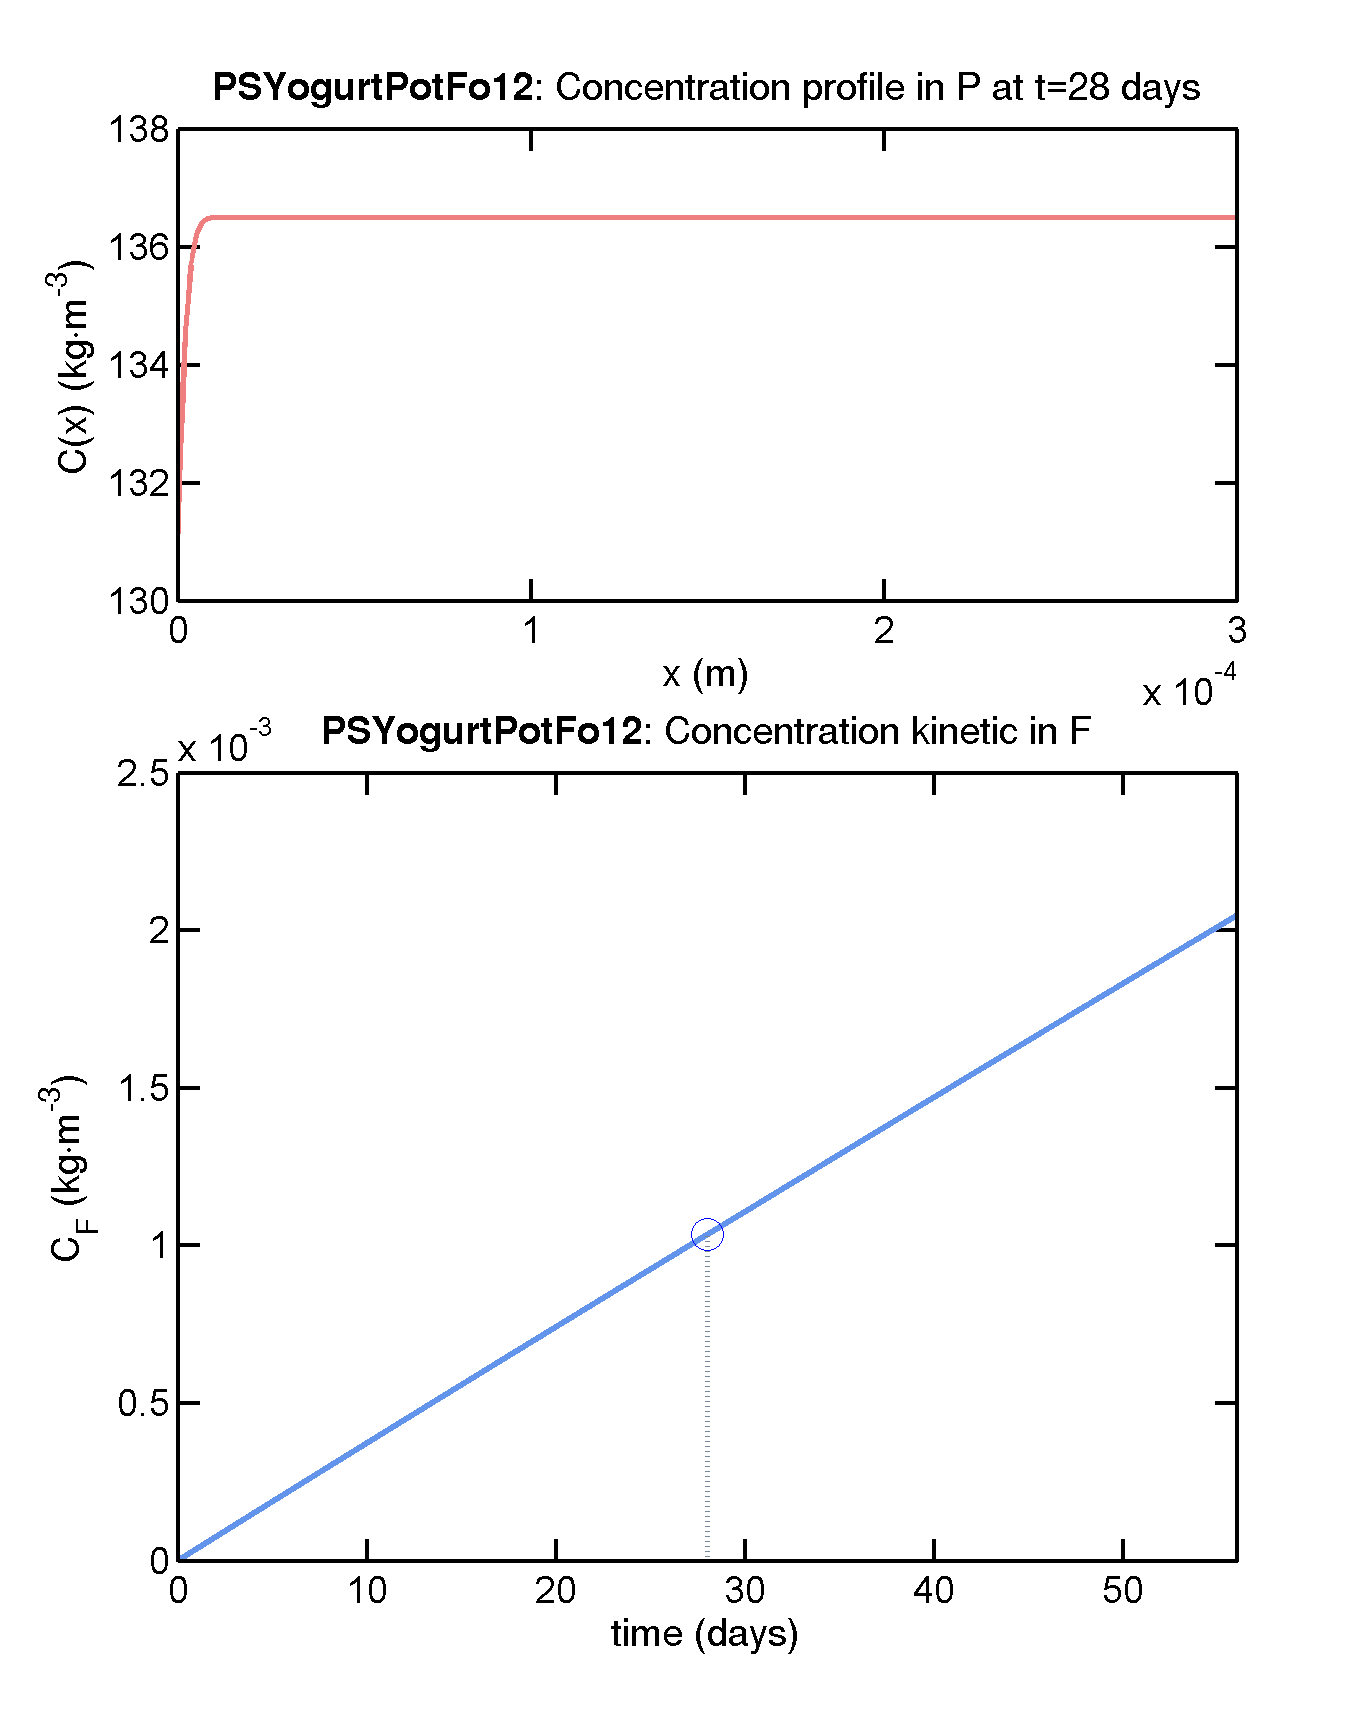 PSYogurtPotFo12: Concentration profile in P at t=28 days
138
136
134
132
130
C(x) (kg·m-3)
0 1 2 3
x (m)
x 10-4
PSYogurtPotFo12: Concentration kinetic in F
x 10-3
2.5
2
1.5
1
0.5
0
CF (kg·m-3)
0 10 20 30 40 50
time (days)